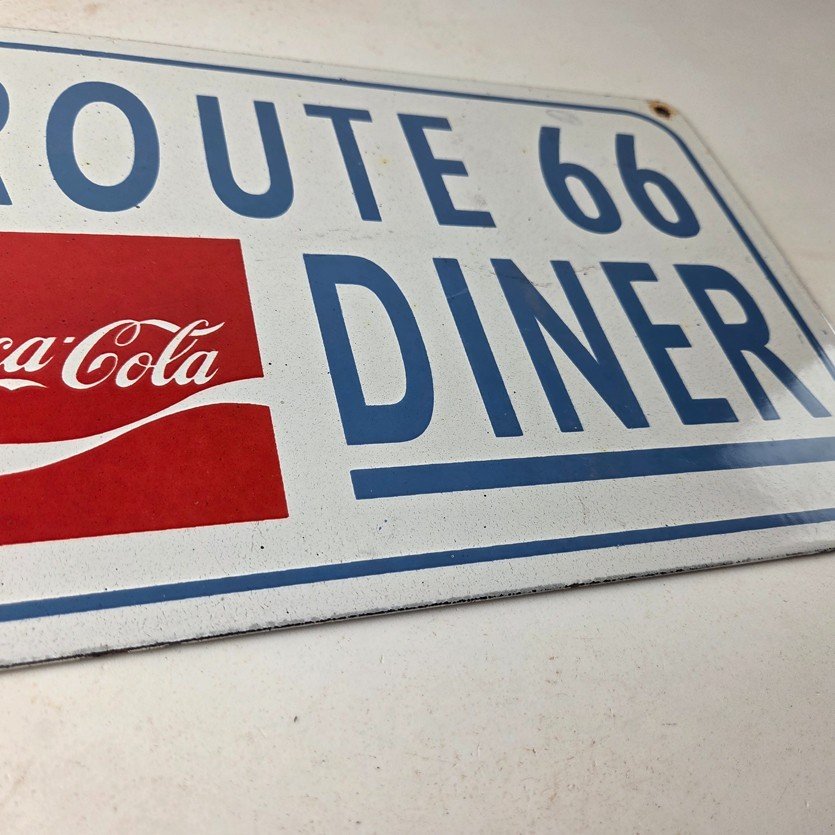 ROUTE 66
DINER
ca-Cola